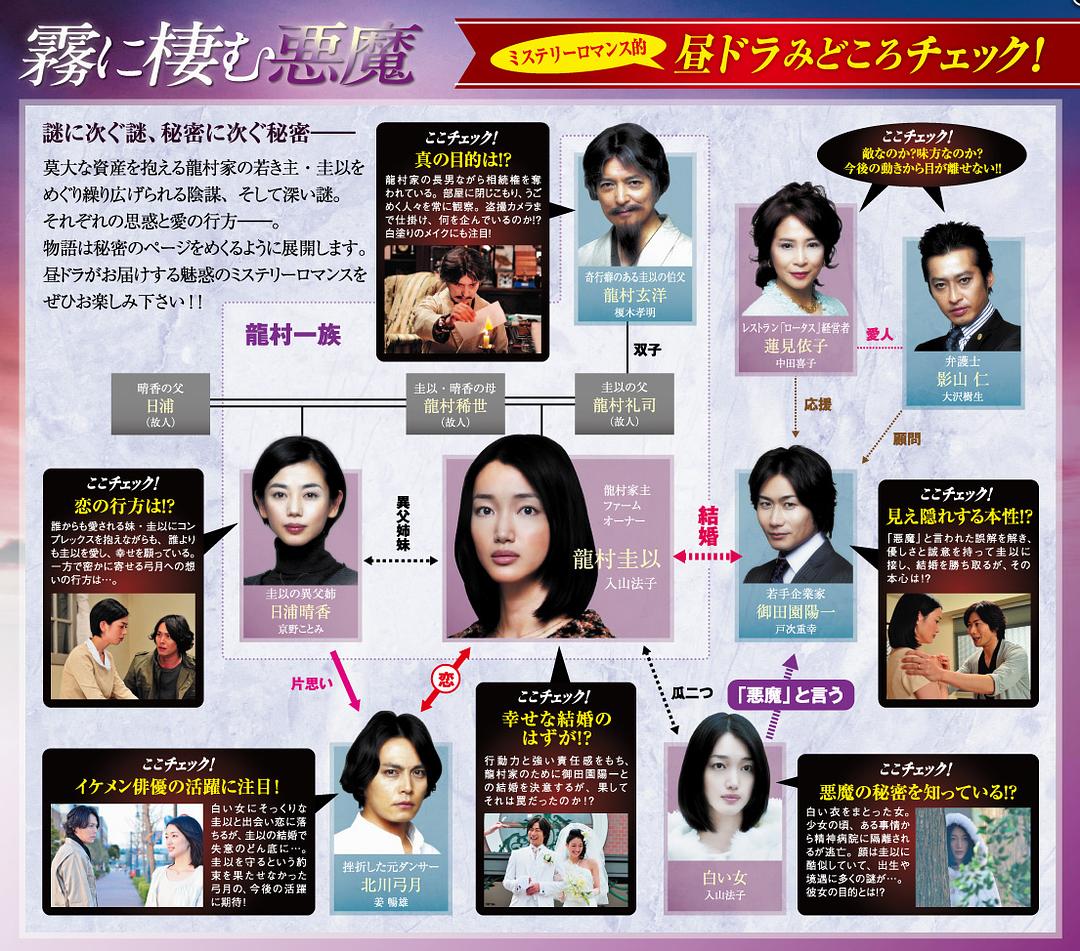 霧に棲む悪魔
ミステリーロマンス的
昼ドラみどころチェック!
謎に次ぐ謎、秘密に次ぐ秘密――
莫大な資産を抱える龍村家の若き主・圭以を
めぐり繰り広げられる陰謀、そして深い謎。
それぞれの思惑と愛の行方――。
物語は秘密のページをめくるように展開します。
昼ドラがお届けする魅惑のミステリーロマンスを
ぜひお楽しみ下さい!!
ここチェック!
真の目的は!?
龍村家の長男ながら相続権を奪
われている。部屋に閉じこもり、うご
めく人々を常に観察。盗撮カメラま
で仕掛け、何を企んでいるのか!?
白塗りのメイクにも注目!
奇行癖のある圭以の伯父
龍村玄洋
榎木孝明
ここチェック!
敵なのか?味方なのか?
今後の動きから目が離せない!!
レストラン「ロータス」経営者
蓮見依子
中田喜子
愛人
弁護士
影山 仁
大沢樹生
龍村一族
双子
応援
顧問
晴香の父
日浦
(故人)
圭以・晴香の母
龍村稀世
(故人)
圭以の父
龍村礼司
(故人)
ここチェック!
恋の行方は!?
誰からも愛される妹・圭以にコン
プレックスを抱えながらも、誰より
も圭以を愛し、幸せを願っている。
一方で密かに寄せる弓月への想
いの行方は…。
圭以の異父姉
日浦晴香
京野ことみ
異父姉妹
龍村家主
ファーム
オーナー
龍村圭以
入山法子
結婚
若手企業家
御田園陽一
戸次重幸
ここチェック!
見え隠れする本性!?
「悪魔」と言われた誤解を解き、
優しさと誠意を持って圭以に
接し、結婚を勝ち取るが、その
本心は!?
片思い
恋
瓜二つ
「悪魔」と言う
ここチェック!
イケメン俳優の活躍に注目!
白い女にそっくりな
圭以と出会い恋に落
ちるが、圭以の結婚で
失意のどん底に…。
圭以を守るという約
束を果たせなかった
弓月の、今後の活躍
に期待!
挫折した元ダンサー
北川弓月
姜 暢雄
ここチェック!
幸せな結婚の
はずが!?
行動力と強い責任感をもち、
龍村家のために御田園陽一と
の結婚を決意するが、果して
それは罠だったのか!?
白い女
入山法子
ここチェック!
悪魔の秘密を知っている!?
白い衣をまとった女。
少女の頃、ある事情か
ら精神病院に隔離され
るが逃亡。顔は圭以に
酷似していて、出生や
境遇に多くの謎が…。
彼女の目的とは!?